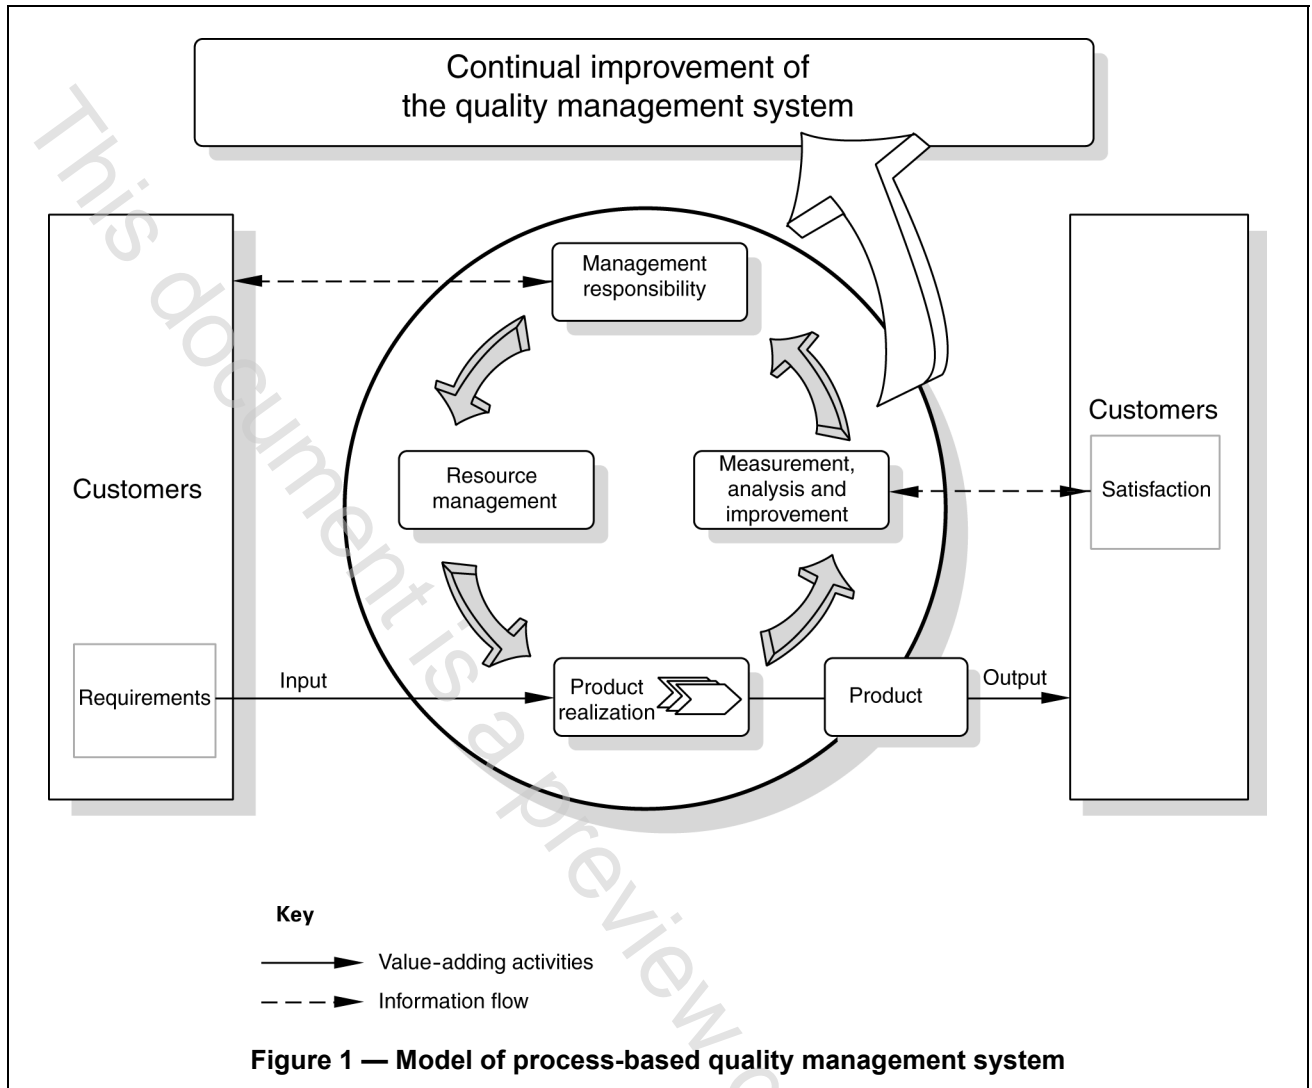 Continual improvement of
the quality management system
Management
responsibility
Customers
Resource
management
Measurement,
analysis and
improvement
Customers
Satisfaction
Requirements
Input
Product
realization
Product
Output
Key
Value-adding activities
Information flow
Figure 1 — Model of process-based quality management system
This document is a preview